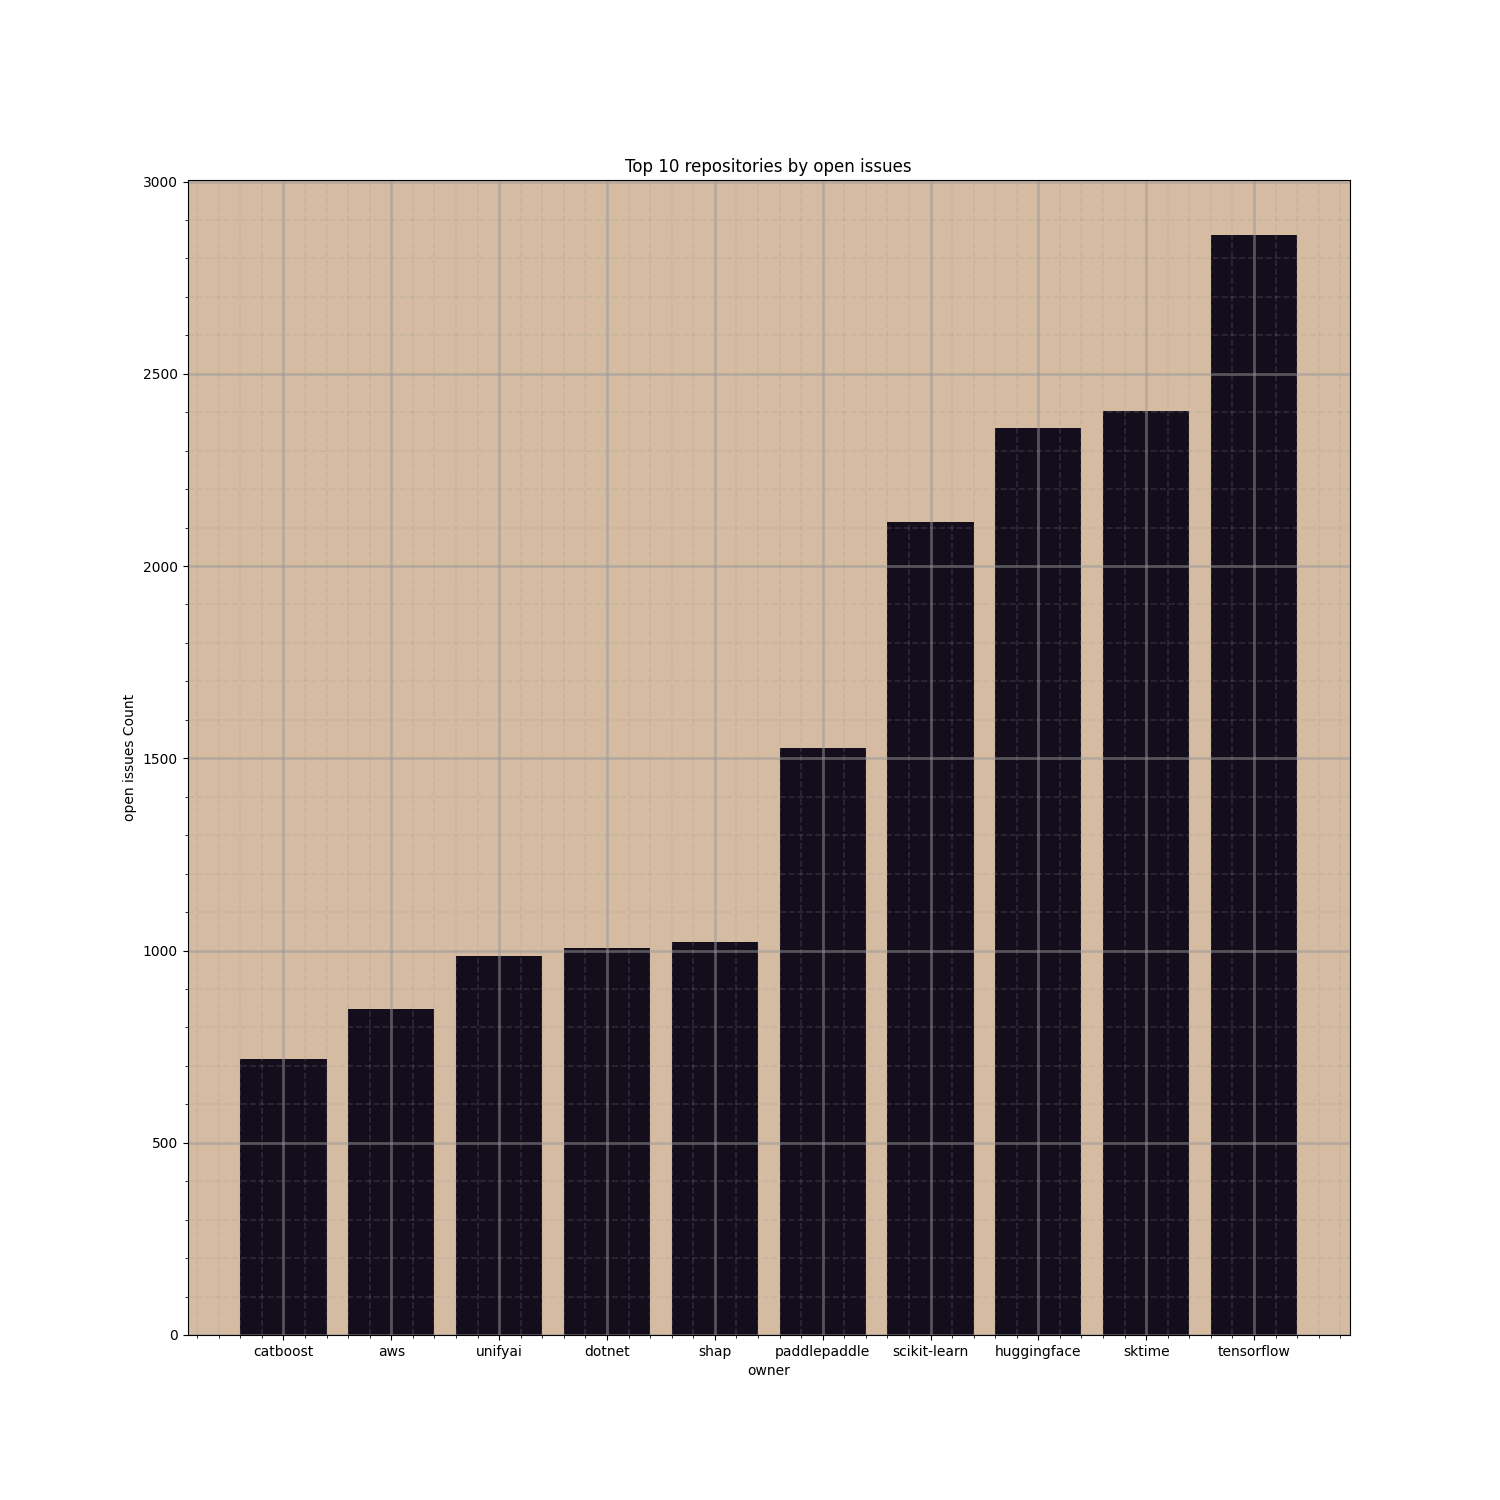 Top 10 repositories by open issues
3000
2500
2000
1500
1000
500
0
open issues Count
catboost aws unifyai dotnet shap paddlepaddle scikit-learn huggingface sktime tensorflow
owner